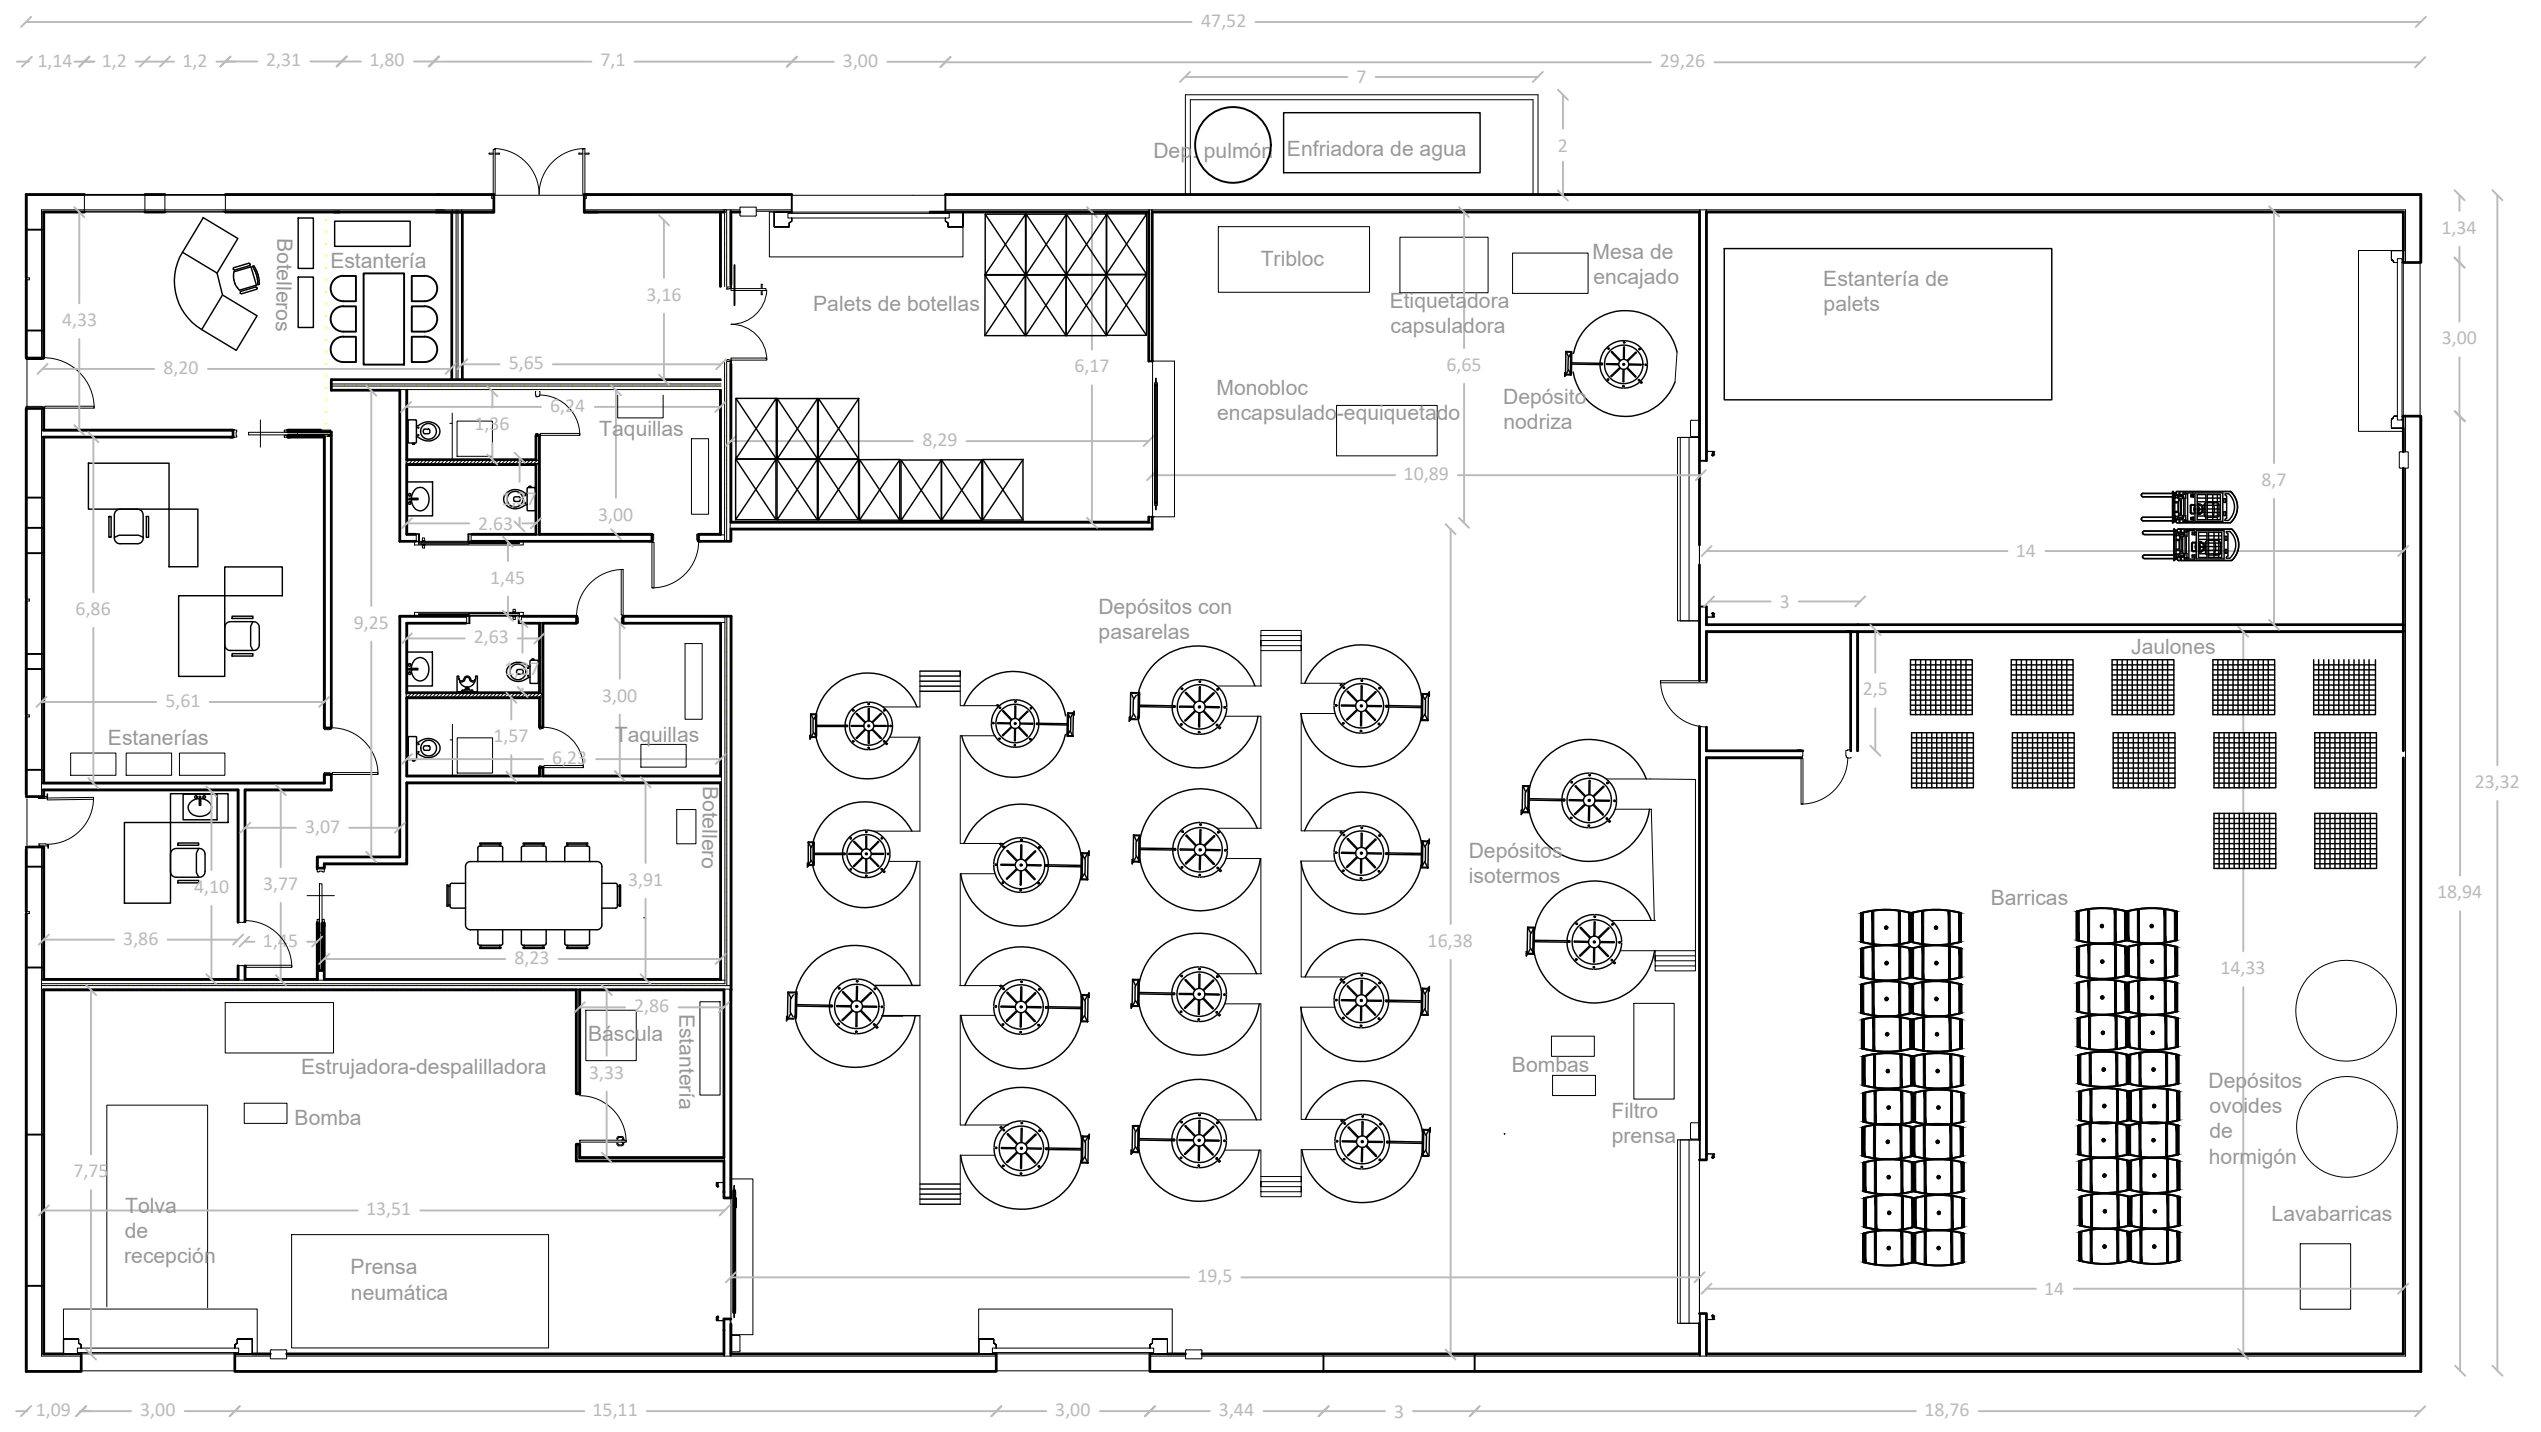 47,52
1,14
1,2
1,2
2,31
1,80
7,1
3,00
29,26
7
2
Dep. pulmón
Enfriadora de agua
1,34
3,00
18,94
23,32
Botelleros
Estantería
4,33
8,20
3,16
5,65
Palets de botellas
6,17
8,29
Tribloc
Etiquetadora
capsuladora
Mesa de
encajado
6,65
Monobloc
encapsulado-equiquetado
Depósito
nodriza
10,89
Estantería de
palets
8,7
14
3
6,24
1,36
Taquillas
2.63
3,00
1,45
6,86
9,25
5,61
Estanerías
2,63
3,00
1,57
Taquillas
6,23
Depósitos con
pasarelas
2,5
Jaulones
3,07
4,10
3,77
3,86
1,45
3,91
Botellero
8,23
Depósitos
isotermos
16,38
Barricas
14,33
2,86
Báscula
Estantería
3,33
Estrujadora-despalilladora
Bomba
7,75
Tolva
de
recepción
13,51
Prensa
neumática
Bombas
Filtro
prensa
Depósitos
ovoides
de
hormigón
Lavabarricas
19,5
14
1,09
3,00
15,11
3,00
3,44
3
18,76